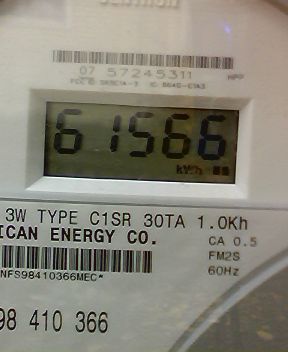 07 57245311 HPP
61566
kWh
3W TYPE C1SR 30TA 1.0Kh
ICAN ENERGY CO.
CA 0.5
FM2S
60Hz
NFS98410366MEC*
98 410 366